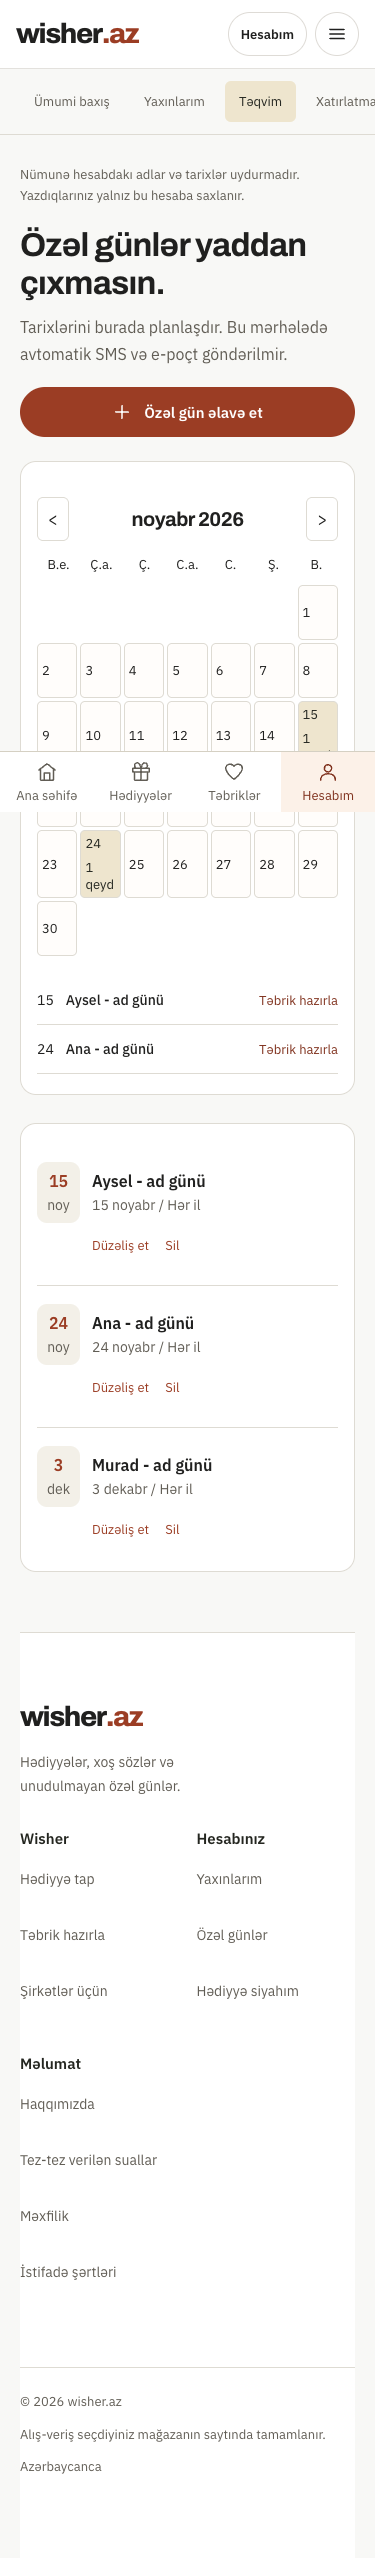 wisher.az
Hesabım
Ümumi baxış Yaxınlarım Təqvim Xatırlatma
Nümunə hesabdakı adlar və tarixlər uydurmadır.
Yazdıqlarınız yalnız bu hesaba saxlanır.
Özəl günlər yaddan
çıxmasın.
Tarixlərini burada planlaşdır. Bu mərhələdə
avtomatik SMS və e-poçt göndərilmir.
+ Özəl gün əlavə et
< noyabr 2026 >
B.e. Ç.a. Ç. C.a. C. Ş. B.
1
2 3 4 5 6 7 8
9 10 11 12 13 14 15
1
Ana səhifə Hədiyyələr Təbriklər Hesabım
23 24 25 26 27 28 29
1
qeyd
30
15 Aysel - ad günü Təbrik hazırla
24 Ana - ad günü Təbrik hazırla
15 Aysel - ad günü
noy 15 noyabr / Hər il
Düzəliş et Sil
24 Ana - ad günü
noy 24 noyabr / Hər il
Düzəliş et Sil
3 Murad - ad günü
dek 3 dekabr / Hər il
Düzəliş et Sil
wisher.az
Hədiyyələr, xoş sözlər və
unudulmayan özəl günlər.
Wisher
Hədiyyə tap
Təbrik hazırla
Şirkətlər üçün
Hesabınız
Yaxınlarım
Özəl günlər
Hədiyyə siyahım
Məlumat
Haqqımızda
Tez-tez verilən suallar
Məxfilik
İstifadə şərtləri
© 2026 wisher.az
Alış-veriş seçdiyiniz mağazanın saytında tamamlanır.
Azərbaycanca